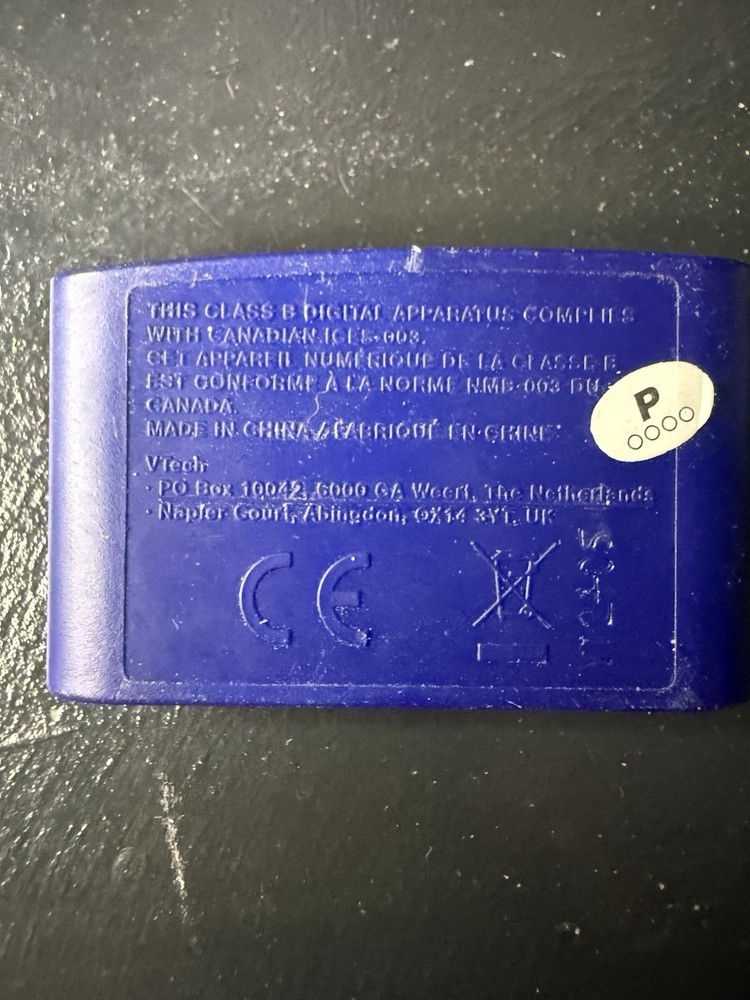 THIS CLASS B DIGITAL APPARATUS COMPLIES
WITH CANADIAN ICES-003.
CET APPAREIL NUMÉRIQUE DE LA CLASSE B
EST CONFORME À LA NORME NMB-003 DU
CANADA.
MADE IN CHINA / FABRIQUÉ EN CHINE
P
VTech
· PO Box 10042, 6000 GA Weert, The Netherlands
· Napier Court, Abingdon, OX14 3YT, UK
CE